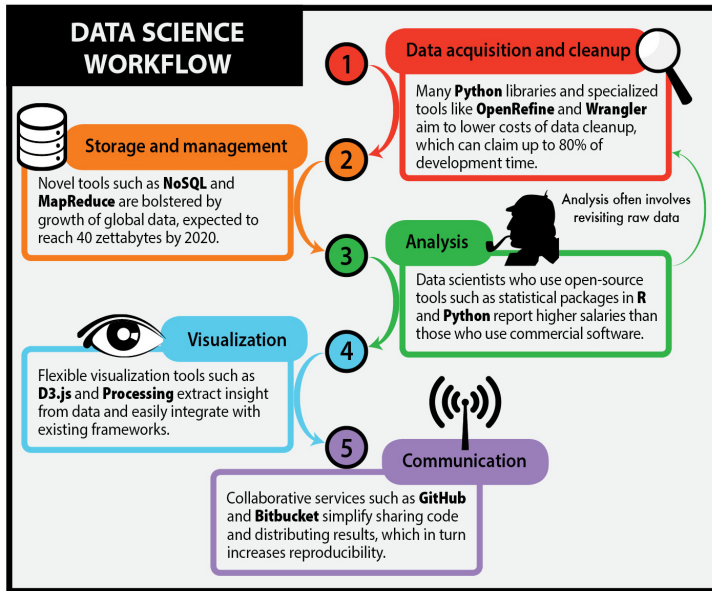 DATA SCIENCE
WORKFLOW
1
Data acquisition and cleanup
Many Python libraries and specialized
tools like OpenRefine and Wrangler
aim to lower costs of data cleanup,
which can claim up to 80% of
development time.
2
Storage and management
Novel tools such as NoSQL and
MapReduce are bolstered by
growth of global data, expected to
reach 40 zettabytes by 2020.
Analysis often involves
revisiting raw data
3
Analysis
Data scientists who use open-source
tools such as statistical packages in R
and Python report higher salaries than
those who use commercial software.
4
Visualization
Flexible visualization tools such as
D3.js and Processing extract insight
from data and easily integrate with
existing frameworks.
5
Communication
Collaborative services such as GitHub
and Bitbucket simplify sharing code
and distributing results, which in turn
increases reproducibility.